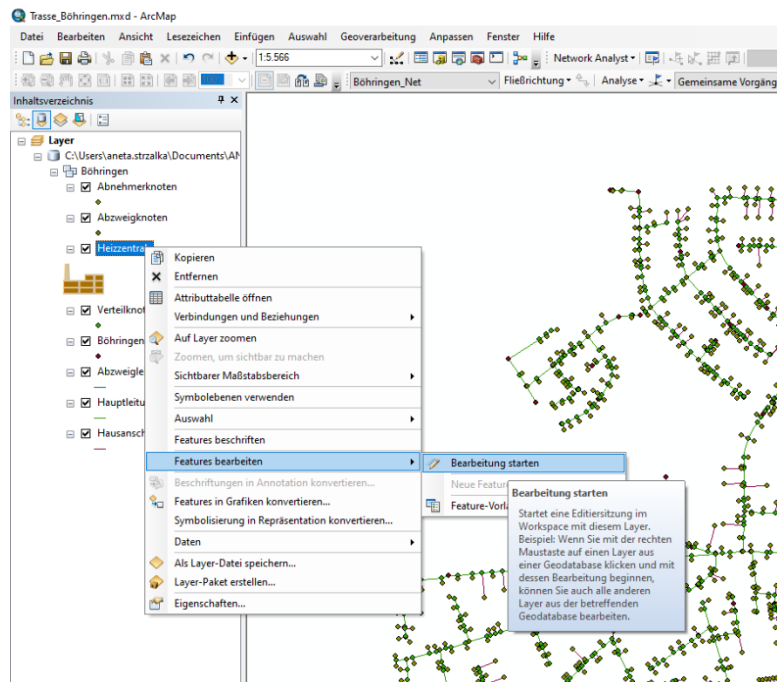 Trasse_Böhringen.mxd - ArcMap
Datei Bearbeiten Ansicht Lesezeichen Einfügen Auswahl Geoverarbeitung Anpassen Fenster Hilfe
1:5.566 Network Analyst
Böhringen_Net Fließrichtung Analyse Gemeinsame Vorgäng
Inhaltsverzeichnis
Layer
C:\Users\aneta.strzalka\Documents\AN
Böhringen
Abnehmerknoten
Abzweigknoten
Heizzentral
Verteilknot
Böhringen
Abzweigle
Hauptleitu
Hausansch
Kopieren
Entfernen
Attributtabelle öffnen
Verbindungen und Beziehungen
Auf Layer zoomen
Zoomen, um sichtbar zu machen
Sichtbarer Maßstabsbereich
Symbolebenen verwenden
Auswahl
Features beschriften
Features bearbeiten
Beschriftungen in Annotation konvertieren...
Features in Grafiken konvertieren...
Symbolisierung in Repräsentation konvertieren...
Daten
Als Layer-Datei speichern...
Layer-Paket erstellen...
Eigenschaften...
Bearbeitung starten
Neue Featur
Feature-Vorla
Bearbeitung starten
Startet eine Editiersitzung im
Workspace mit diesem Layer.
Beispiel: Wenn Sie mit der rechten
Maustaste auf einen Layer aus
einer Geodatabase klicken und mit
dessen Bearbeitung beginnen,
können Sie auch alle anderen
Layer aus der betreffenden
Geodatabase bearbeiten.